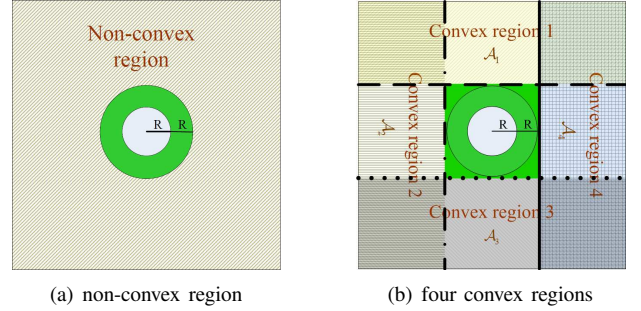 Non-convex
region
R R
(a) non-convex region
Convex region 1
𝒜₁
Convex region 2
𝒜₂
R R
Convex region 4
𝒜₄
Convex region 3
𝒜₃
(b) four convex regions